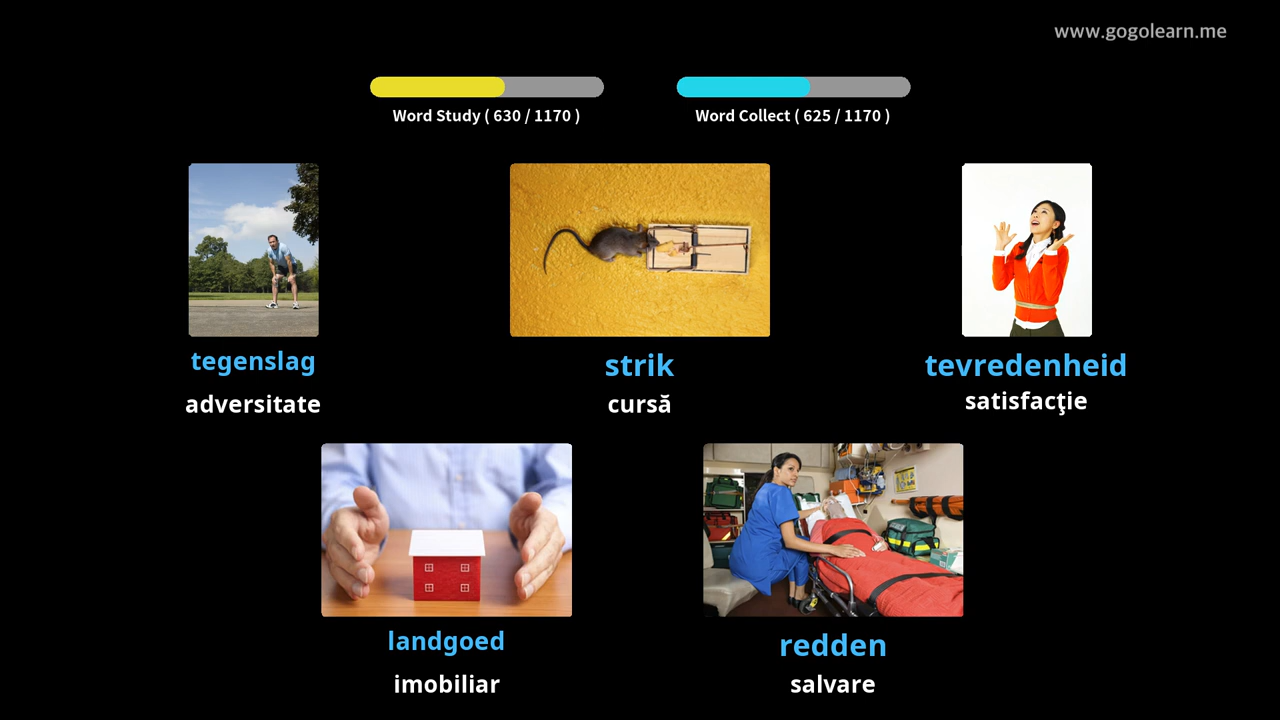 www.gogolearn.me
Word Study ( 630 / 1170 )
Word Collect ( 625 / 1170 )
tegenslag
adversitate
strik
cursă
tevredenheid
satisfacţie
landgoed
imobiliar
redden
salvare